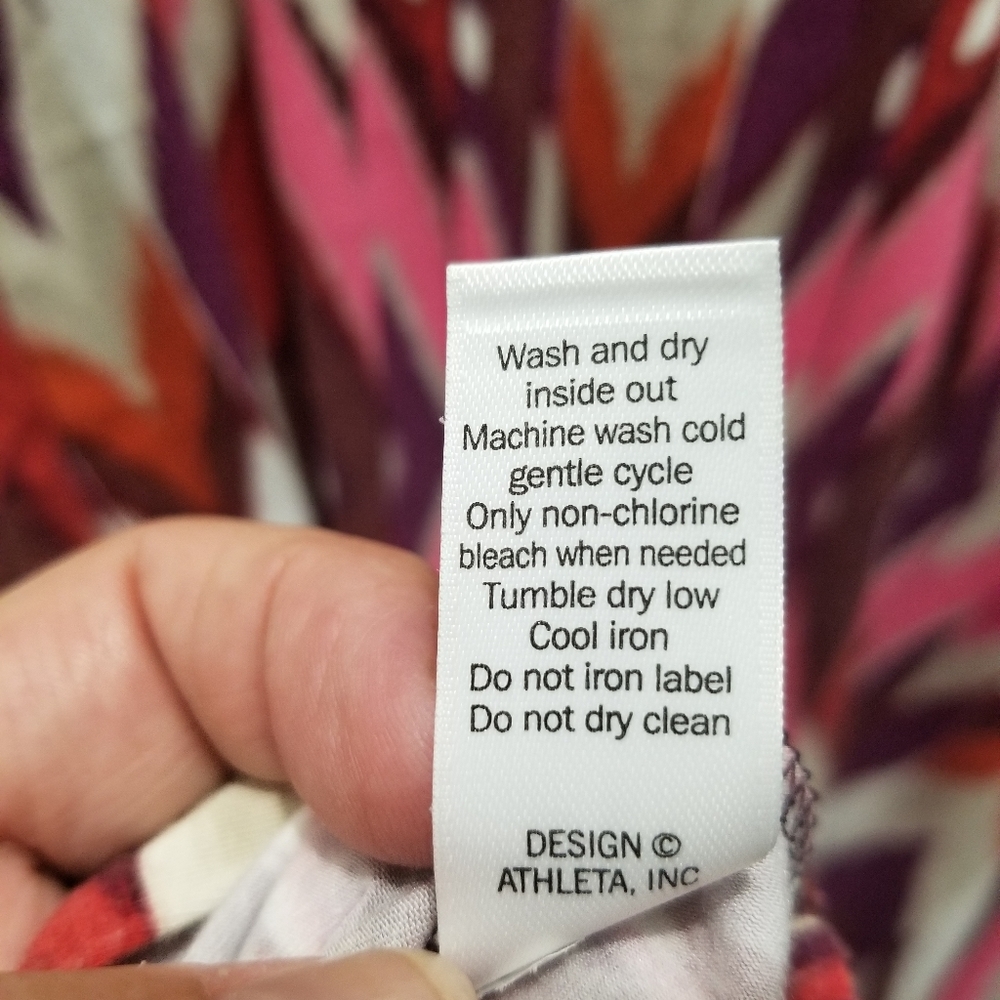 Wash and dry
inside out
Machine wash cold
gentle cycle
Only non-chlorine
bleach when needed
Tumble dry low
Cool iron
Do not iron label
Do not dry clean
DESIGN ©
ATHLETA, INC